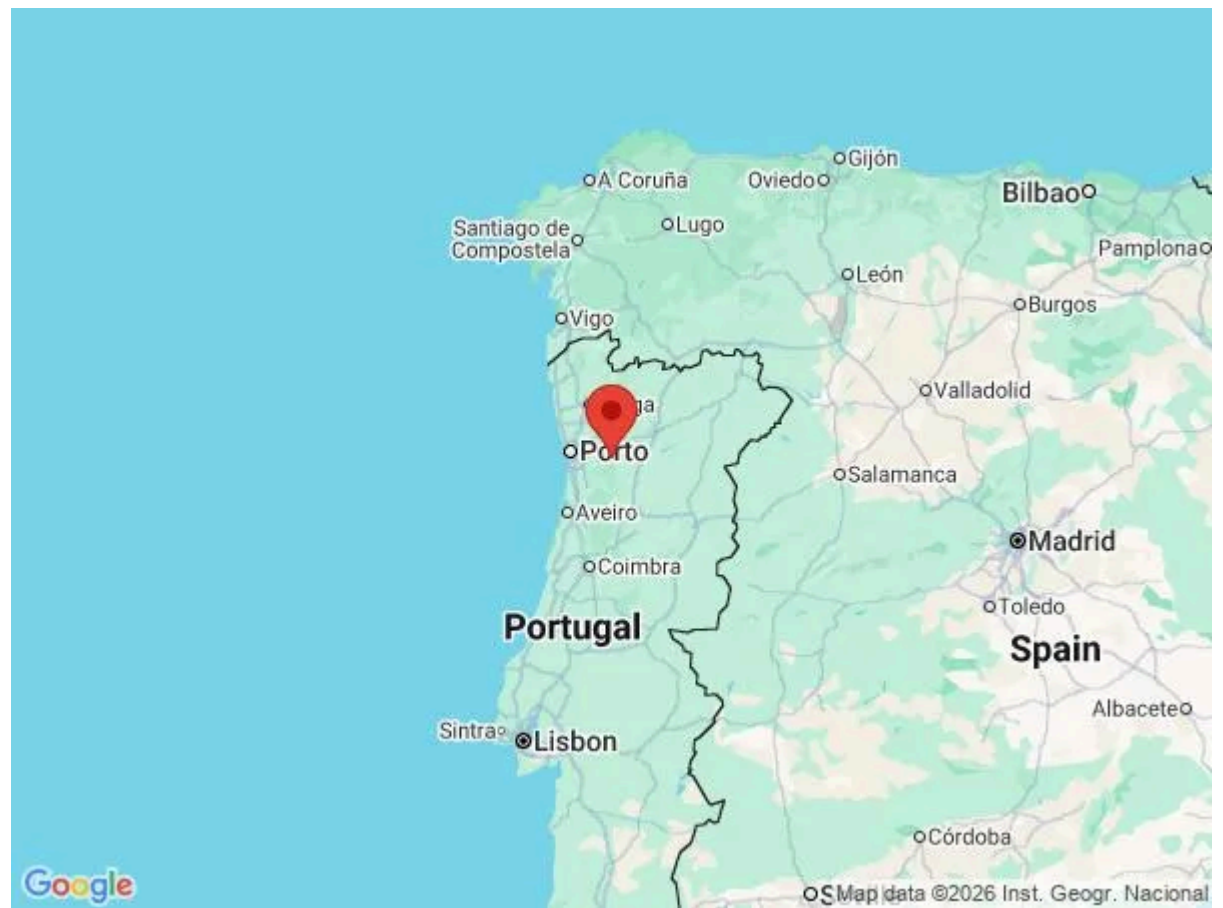 Gijón
A Coruña
Oviedo
Bilbao
Lugo
Santiago de
Compostela
Pamplona
León
Burgos
Vigo
Valladolid
Porto
Salamanca
Aveiro
Madrid
Coimbra
Toledo
Portugal
Spain
Albacete
Sintra
Lisbon
Córdoba
Google
Map data ©2026 Inst. Geogr. Nacional